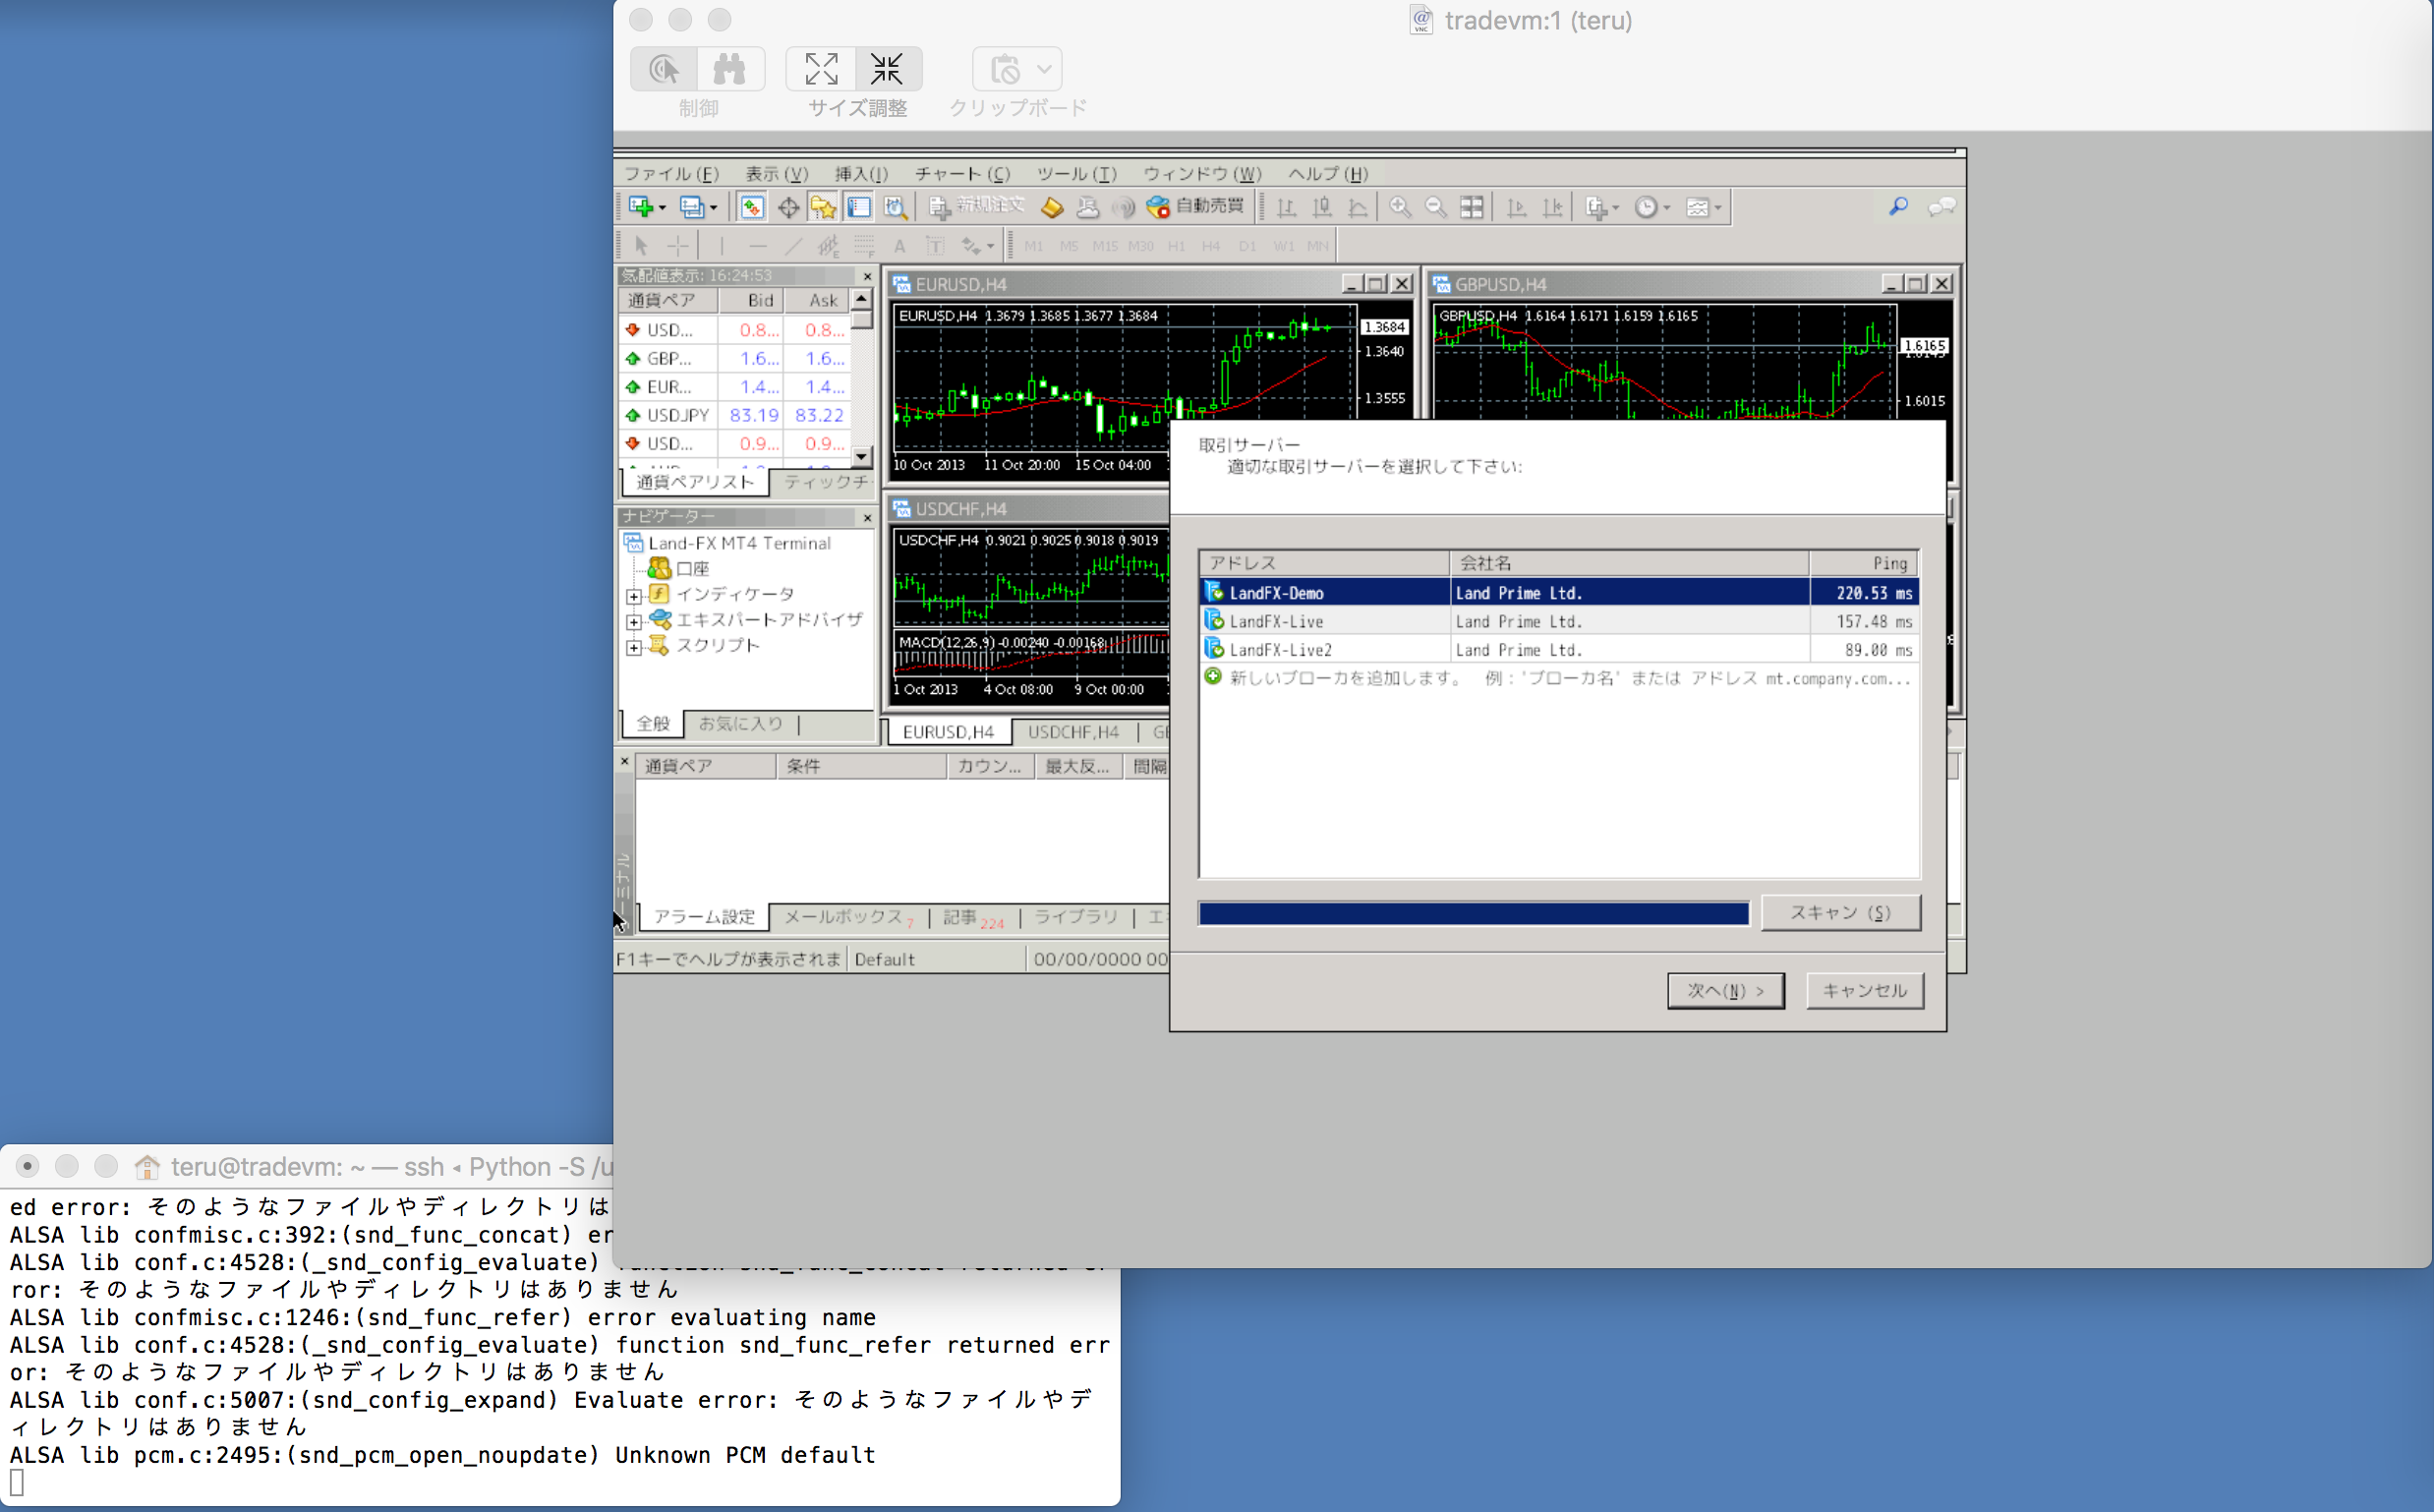 tradevm:1 (teru)
制御
サイズ調整
クリップボード
ファイル(F) 表示(V) 挿入(I) チャート(C) ツール(T) ウィンドウ(W) ヘルプ(H)
新規注文 自動売買
M1 M5 M15 M30 H1 H4 D1 W1 MN
気配値表示: 16:24:53
通貨ペア Bid Ask
USD... 0.8... 0.8...
GBP... 1.6... 1.6...
EUR... 1.4... 1.4...
USDJPY 83.19 83.22
USD... 0.9... 0.9...
通貨ペアリスト ティックチ
ナビゲーター
Land-FX MT4 Terminal
口座
インディケータ
エキスパートアドバイザ
スクリプト
全般 お気に入り
EURUSD,H4
EURUSD,H4 1.3679 1.3685 1.3677 1.3684
1.3684
1.3640
1.3555
10 Oct 2013 11 Oct 20:00 15 Oct 04:00
GBPUSD,H4
GBPUSD,H4 1.6164 1.6171 1.6159 1.6165
1.6165
1.6015
USDCHF,H4
USDCHF,H4 0.9021 0.9025 0.9018 0.9019
MACD(12,26,9) -0.00240 -0.00168
1 Oct 2013 4 Oct 08:00 9 Oct 00:00
EURUSD,H4 USDCHF,H4
通貨ペア 条件 カウン... 最大反... 間隔
アラーム設定 メールボックス 7 記事 224 ライブラリ
F1キーでヘルプが表示されま Default 00/00/0000 00
取引サーバー
適切な取引サーバーを選択して下さい:
アドレス 会社名 Ping
LandFX-Demo Land Prime Ltd. 220.53 ms
LandFX-Live Land Prime Ltd. 157.48 ms
LandFX-Live2 Land Prime Ltd. 89.00 ms
新しいブローカを追加します。 例：'ブローカ名' または アドレス mt.company.com...
スキャン (S)
次へ(N) >
キャンセル
teru@tradevm: ~ — ssh ◂ Python -S /u
ed error: そのようなファイルやディレクトリは
ALSA lib confmisc.c:392:(snd_func_concat) er
ALSA lib conf.c:4528:(_snd_config_evaluate)
ror: そのようなファイルやディレクトリはありません
ALSA lib confmisc.c:1246:(snd_func_refer) error evaluating name
ALSA lib conf.c:4528:(_snd_config_evaluate) function snd_func_refer returned err
or: そのようなファイルやディレクトリはありません
ALSA lib conf.c:5007:(snd_config_expand) Evaluate error: そのようなファイルやデ
ィレクトリはありません
ALSA lib pcm.c:2495:(snd_pcm_open_noupdate) Unknown PCM default